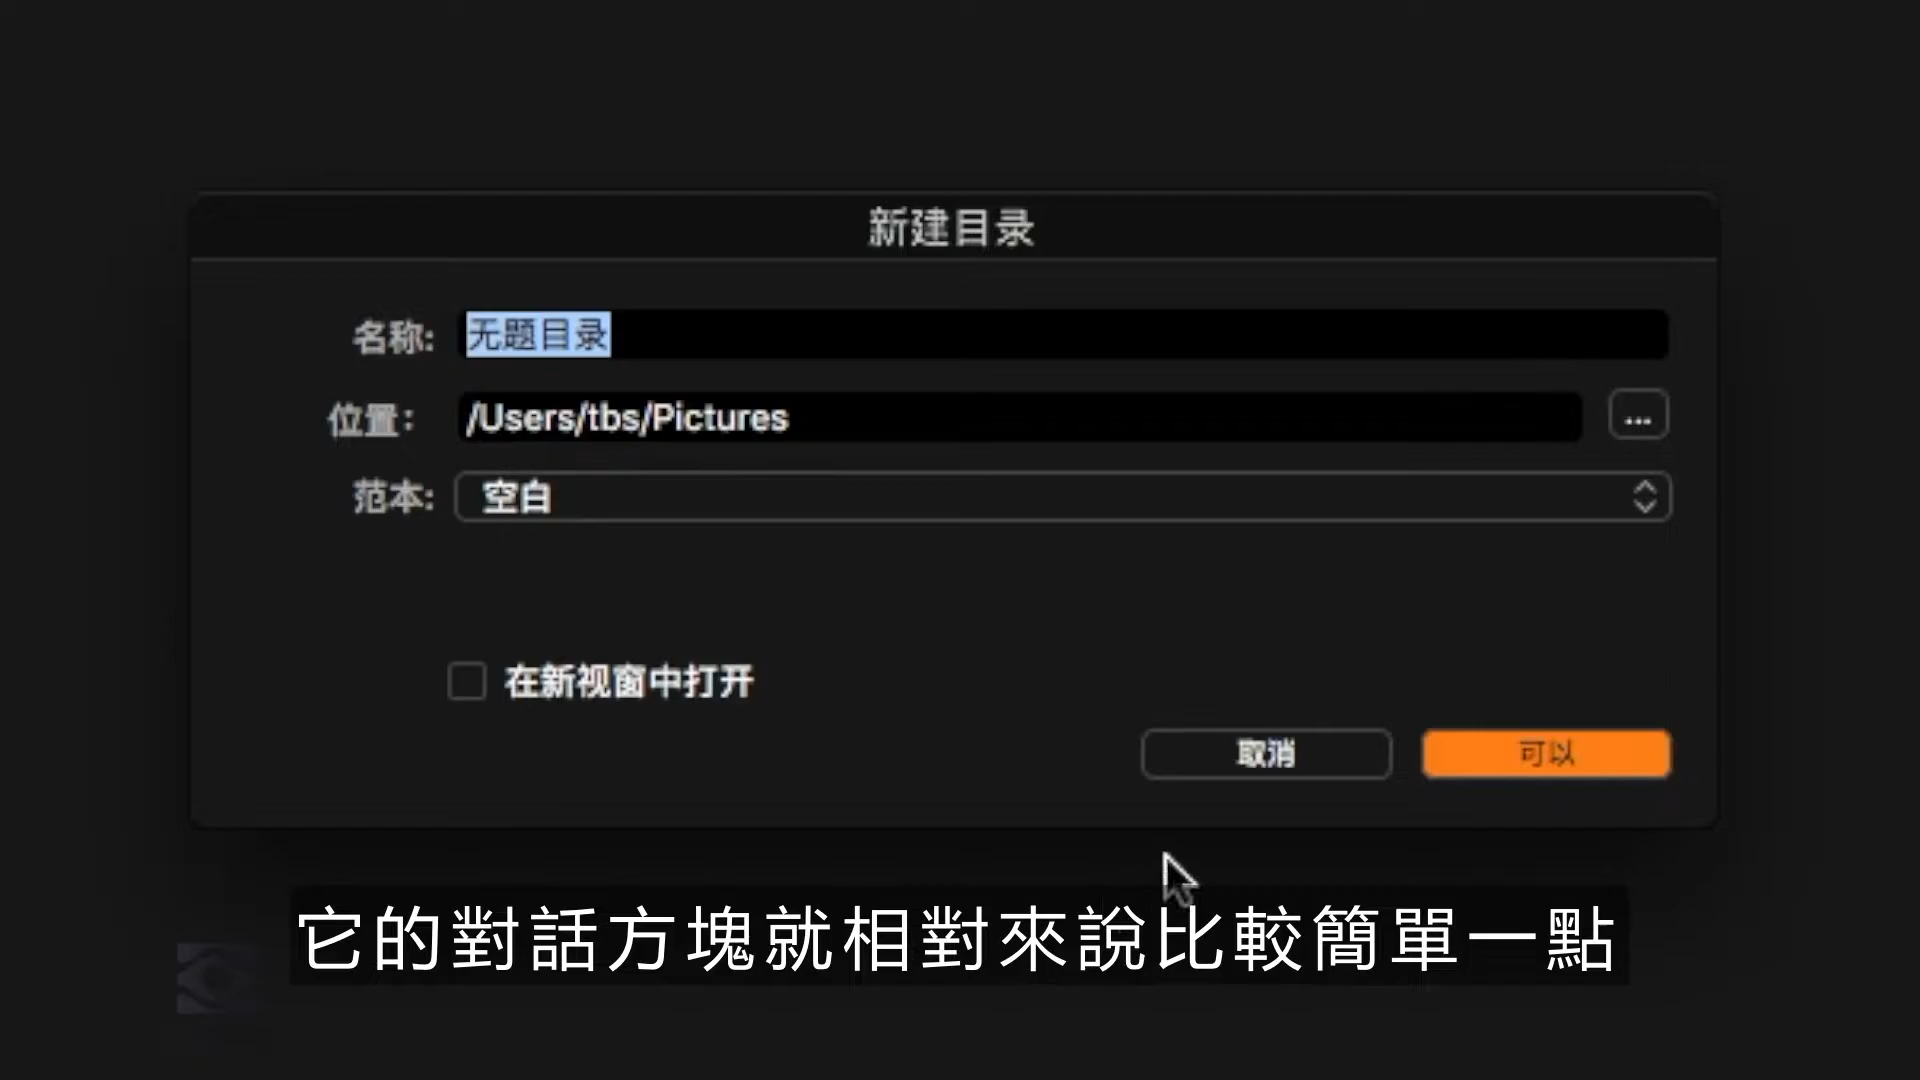 新建目录
名称: 无题目录
位置: /Users/tbs/Pictures ...
范本: 空白
在新视窗中打开
取消 可以
它的對話方塊就相對來說比較簡單一點